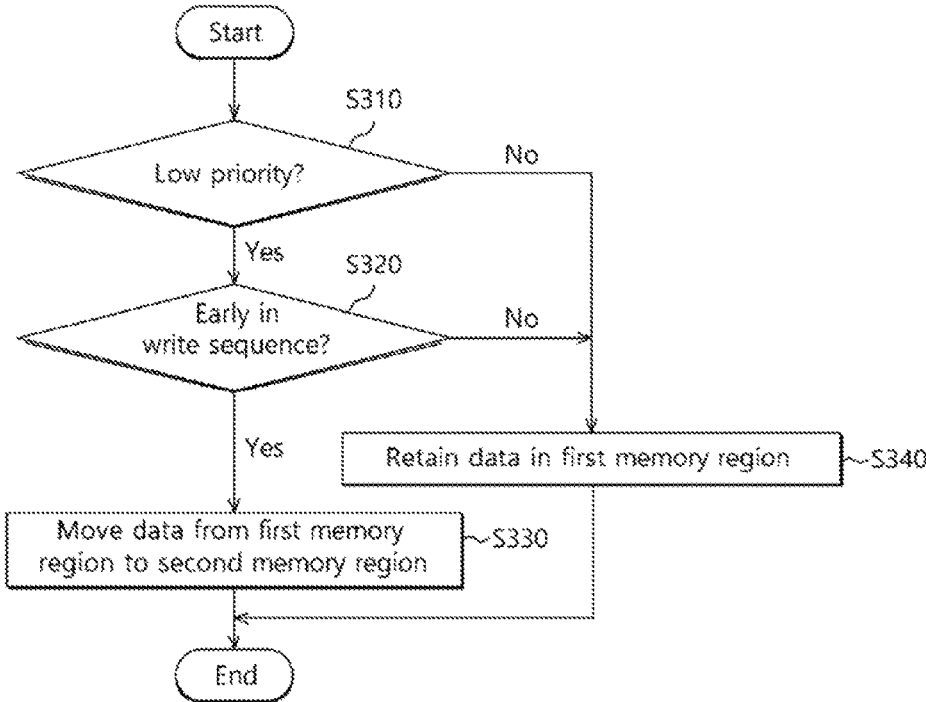 Start
S310
Low priority?
No
Yes
S320
Early in
write sequence?
No
Yes
Retain data in first memory region
S340
Move data from first memory
region to second memory region
S330
End